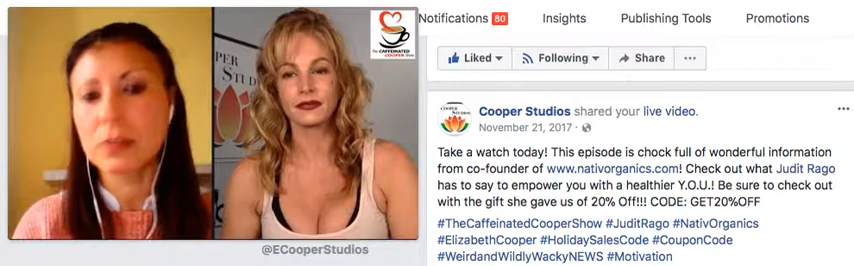 Notifications 80 Insights Publishing Tools Promotions
The CAFFEINATED
COOPER Show
Liked Following Share
Cooper Studios shared your live video.
November 21, 2017
Take a watch today! This episode is chock full of wonderful information
from co-founder of www.nativorganics.com! Check out what Judit Rago
has to say to empower you with a healthier Y.O.U.! Be sure to check out
with the gift she gave us of 20% Off!!! CODE: GET20%OFF
#TheCaffeinatedCooperShow #JuditRago #NativOrganics
#ElizabethCooper #HolidaySalesCode #CouponCode
#WeirdandWildlyWackyNEWS #Motivation
@ECooperStudios